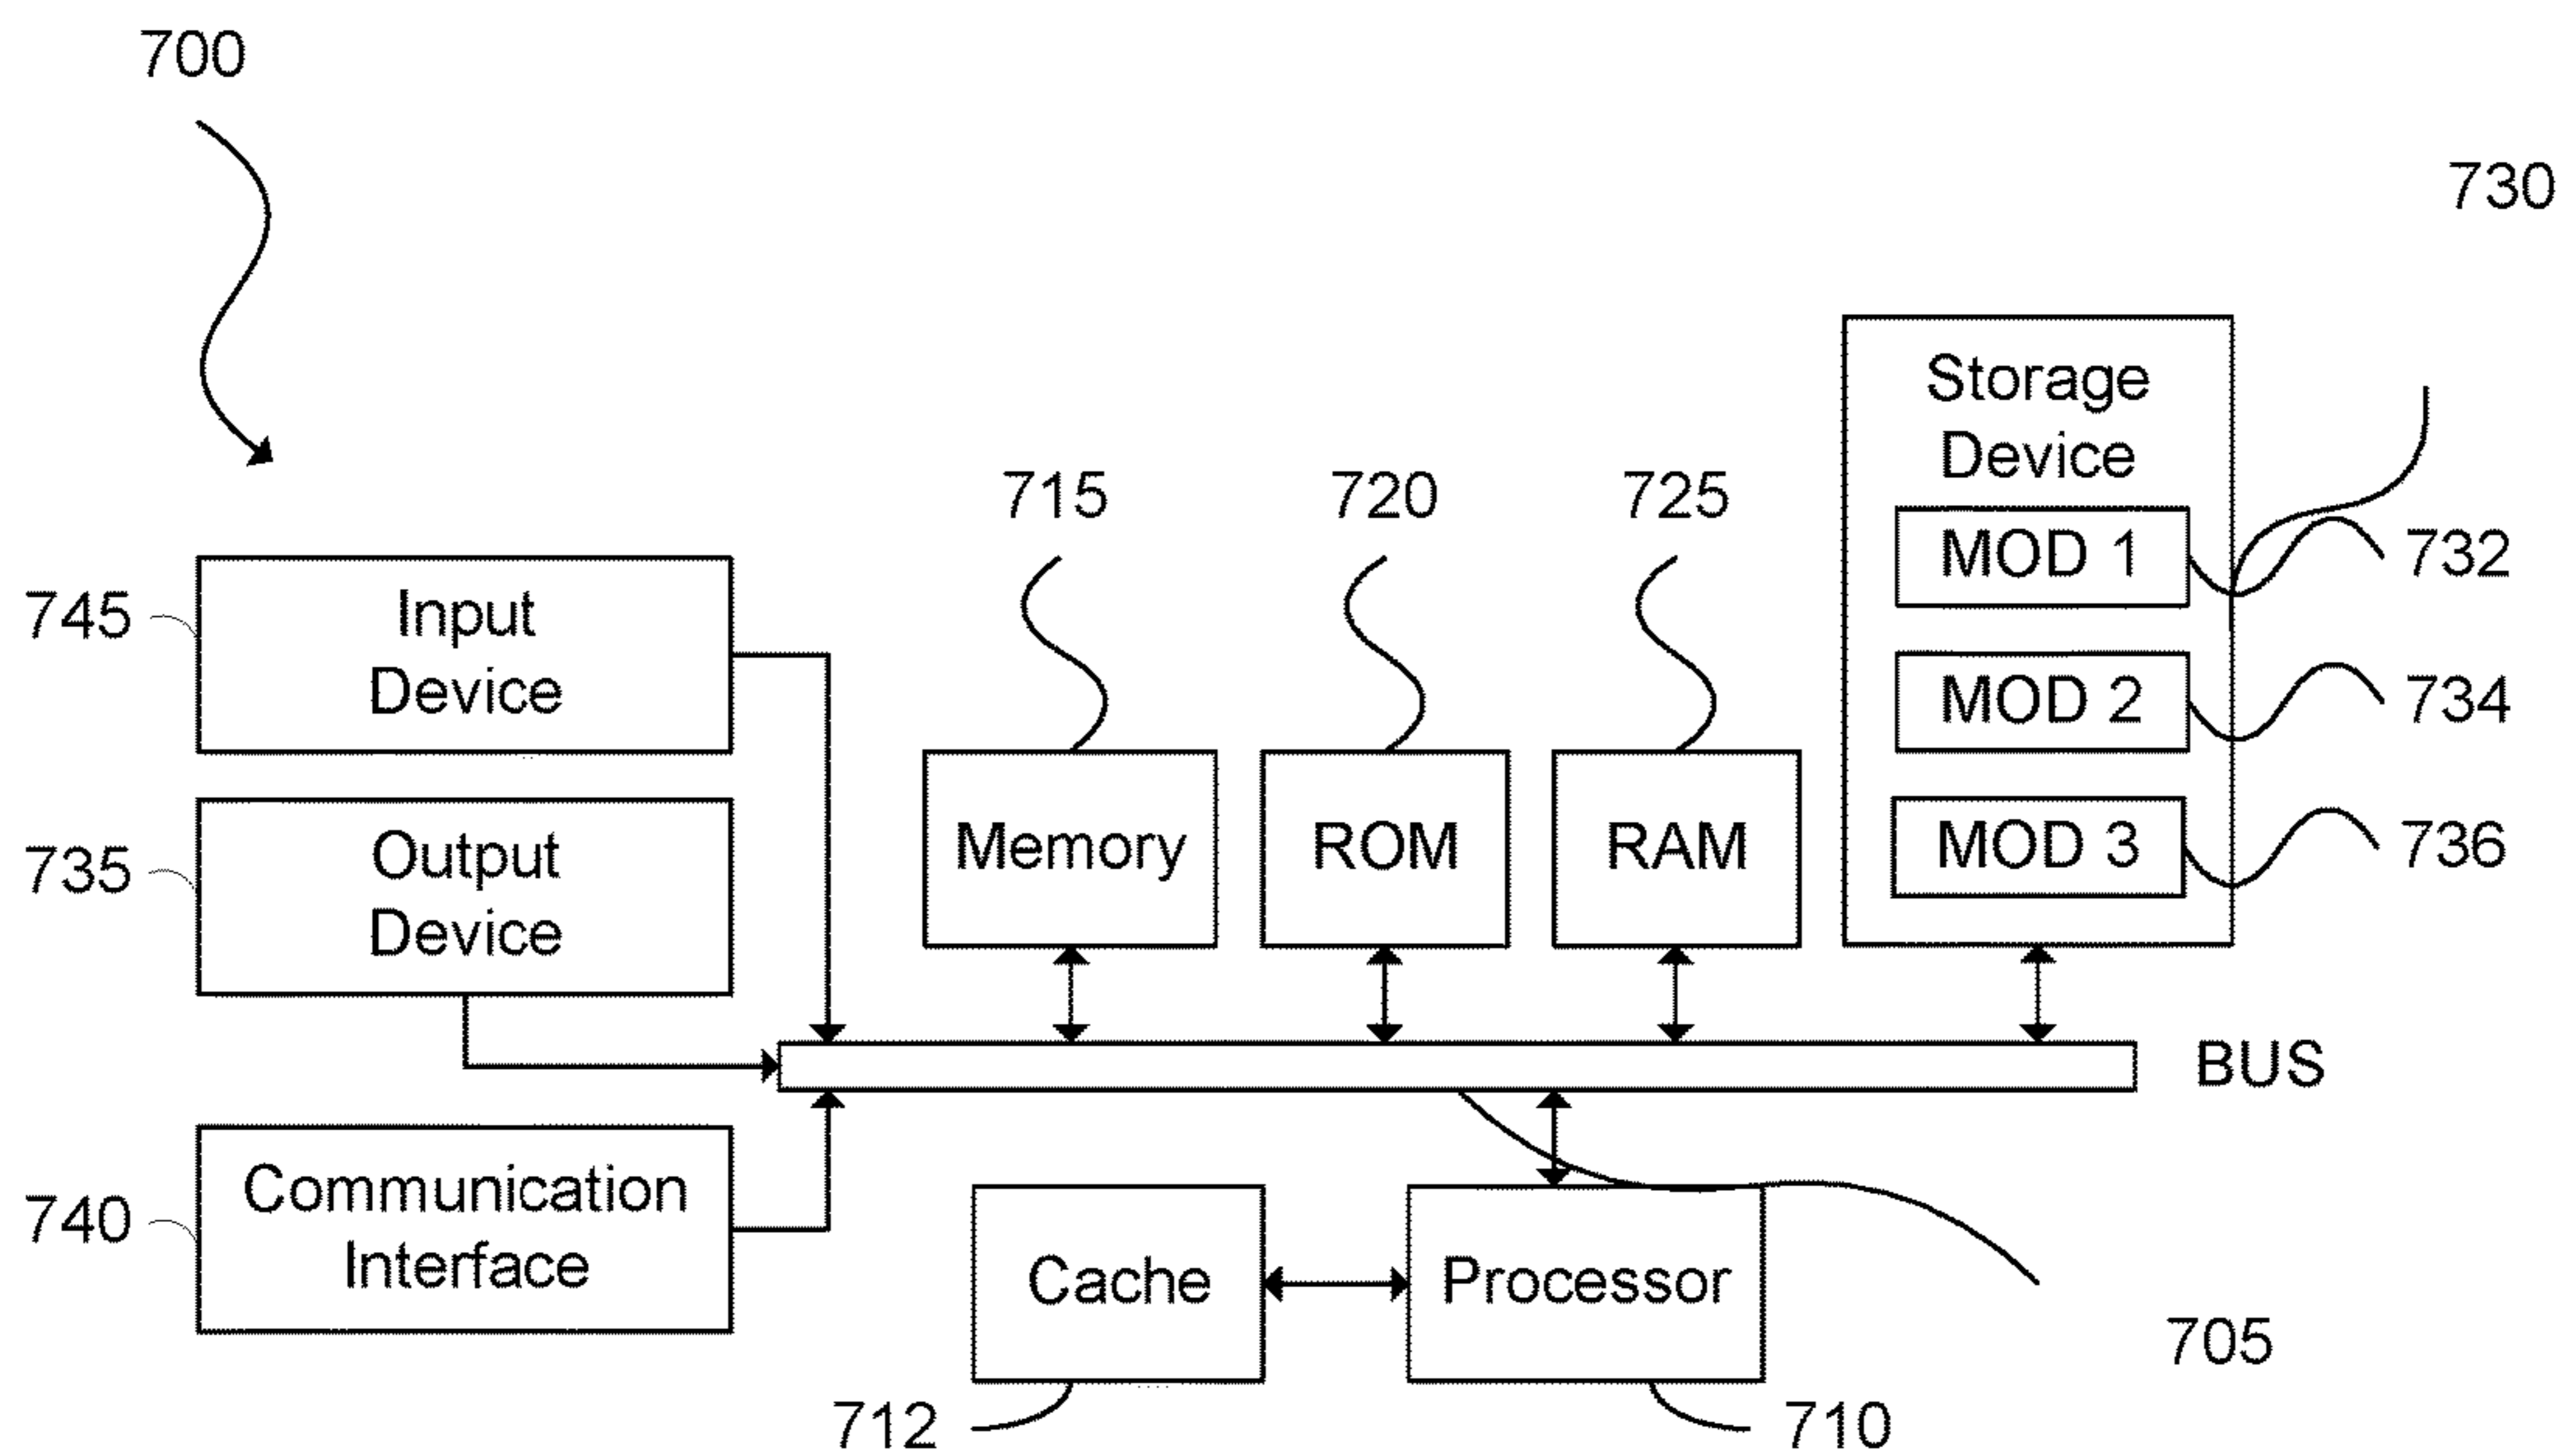 700
730
Storage
Device
715
720
725
MOD 1
732
745
Input
Device
MOD 2
734
Memory
ROM
RAM
MOD 3
736
735
Output
Device
BUS
740
Communication
Interface
Cache
Processor
705
712
710